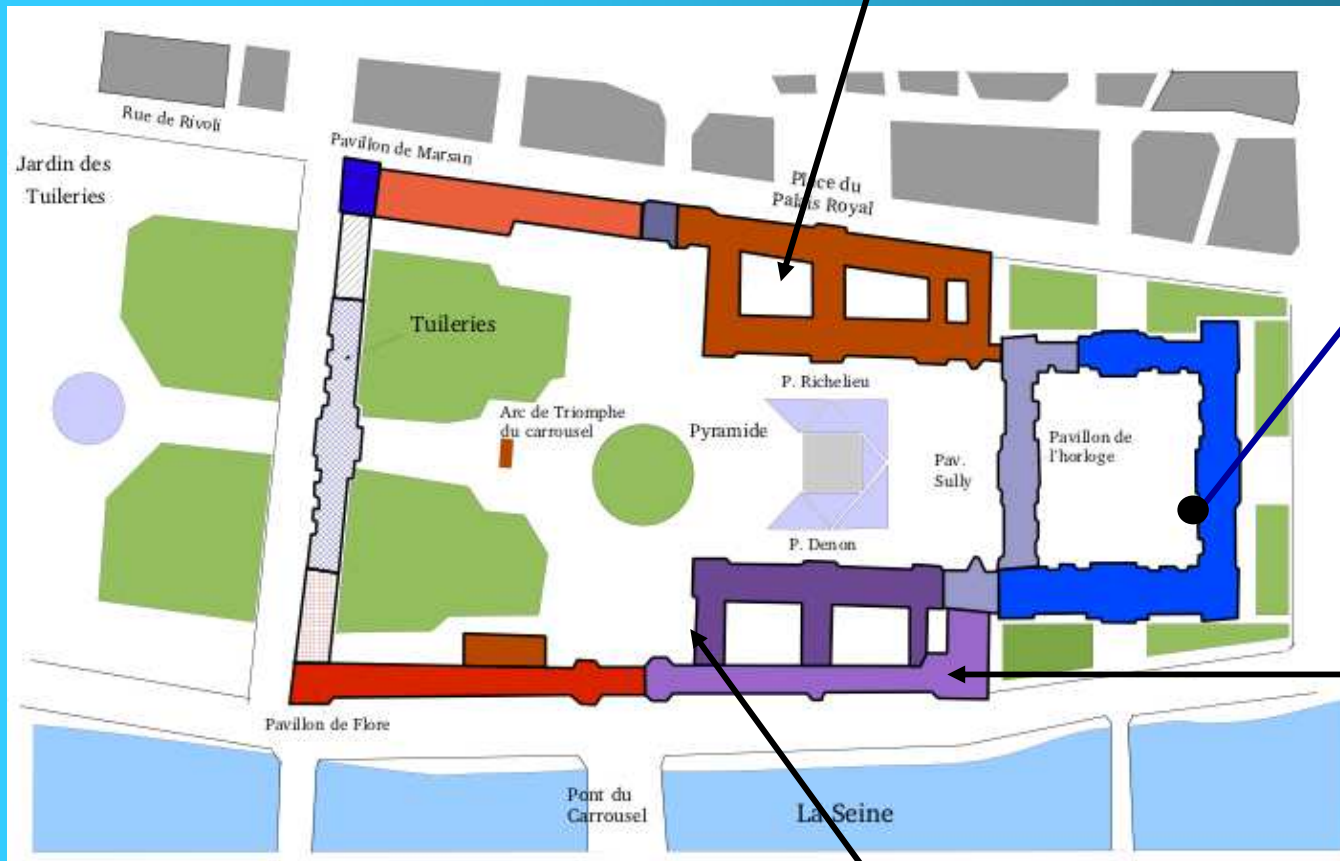 Rue de Rivoli
Pavillon de Marsan
Jardin des
Tuileries
Place du
Palais Royal
Tuileries
P. Richelieu
Arc de Triomphe
du carrousel
Pyramide
Pavillon de
l'horloge
Pav.
Sully
P. Denon
Pavillon de Flore
Pont du
Carrousel
La Seine